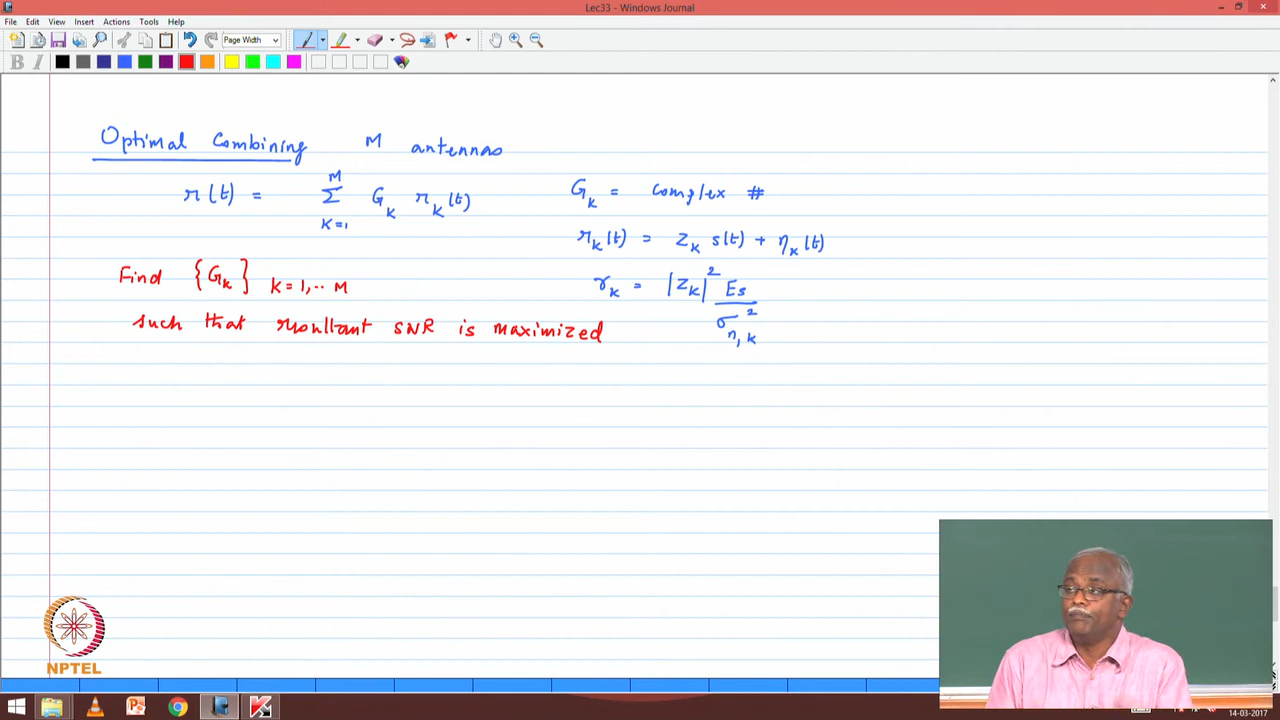 Lec33 - Windows Journal
File Edit View Insert Actions Tools Help
Page Width
Optimal Combining M antennas
r(t) = Σ_{K=1}^{M} G_k r_k(t)
G_k = Complex #
r_k(t) = Z_k s(t) + η_k(t)
Find {G_k} k=1,.. M
γ_k = |Z_k|² Es / σ²_{η,k}
such that resultant SNR is maximized
NPTEL
14-03-2017